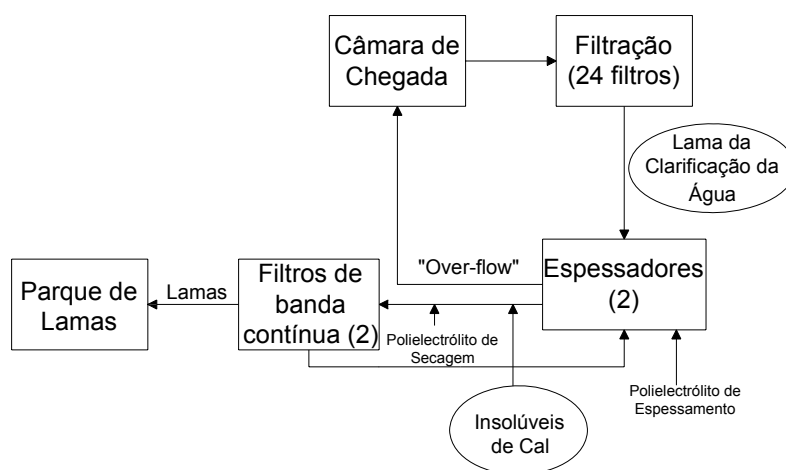 Câmara de
Chegada
Filtração
(24 filtros)
Lama da
Clarificação da
Água
"Over-flow"
Espessadores
(2)
Filtros de
banda
contínua (2)
Lamas
Parque de
Lamas
Polielectrólito de
Secagem
Polielectrólito de
Espessamento
Insolúveis
de Cal